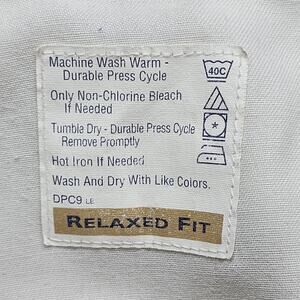 Machine Wash Warm -
Durable Press Cycle
40C
Only Non-Chlorine Bleach
If Needed
Tumble Dry - Durable Press Cycle
Remove Promptly
Hot Iron If Needed
Wash And Dry With Like Colors.
DPC9 LE
RELAXED FIT